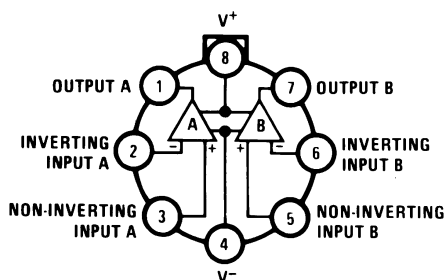 V+
8
OUTPUT A
1
7
OUTPUT B
A
B
INVERTING
INPUT A
2
−
+
+
−
6
INVERTING
INPUT B
NON-INVERTING
INPUT A
3
5
NON-INVERTING
INPUT B
4
V−